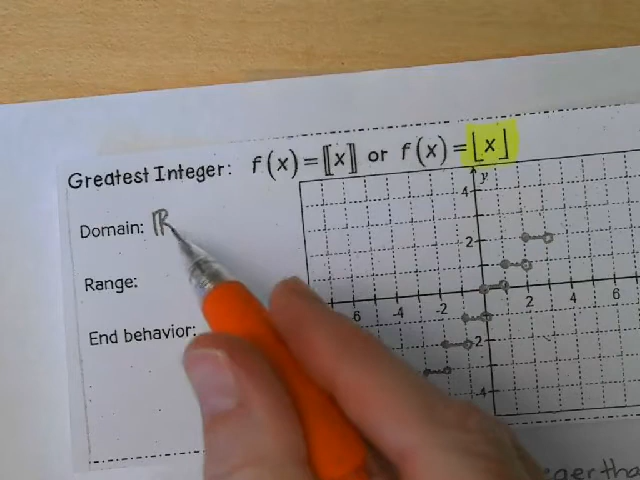 Greatest Integer: f(x)=⟦x⟧ or f(x)=⌊x⌋
Domain: ℝ
Range:
End behavior:
y
4
2
6 -4 -2 2 4 6
-2
-4